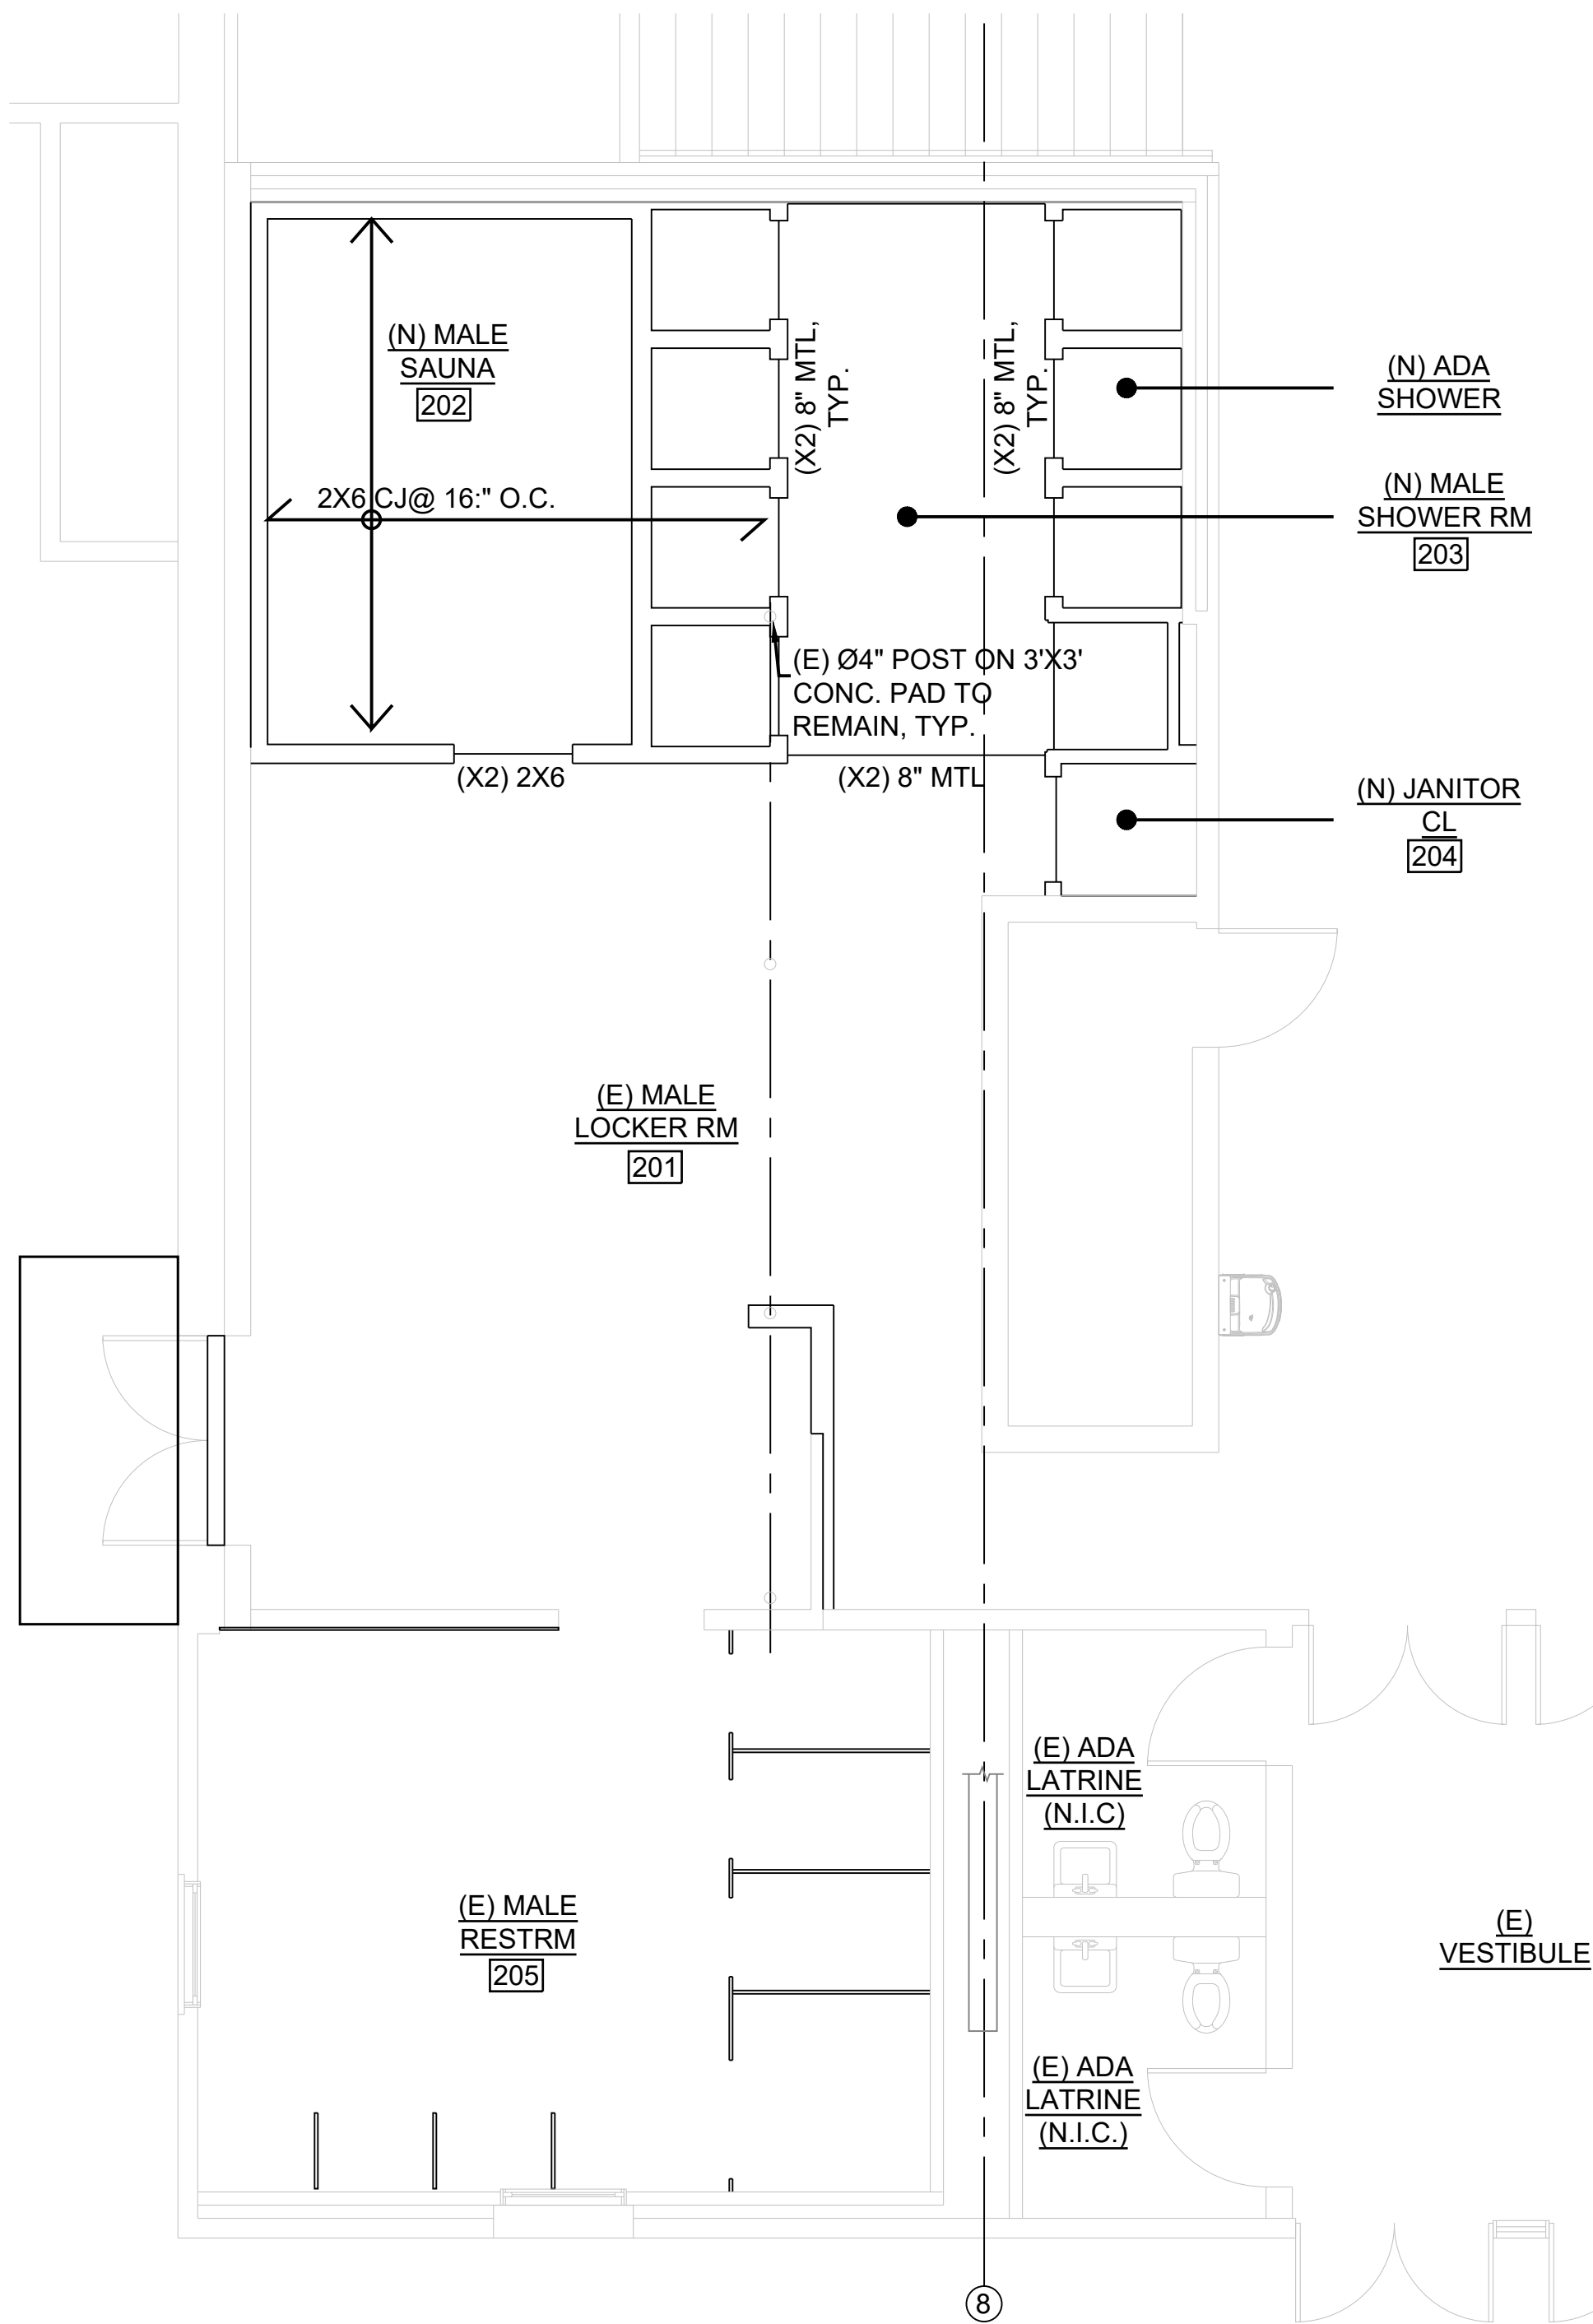 (N) MALE
SAUNA
202
2X6 CJ@ 16:" O.C.
(X2) 8" MTL,
TYP.
(X2) 8" MTL,
TYP.
(N) ADA
SHOWER
(N) MALE
SHOWER RM
203
(E) Ø4" POST ON 3'X3'
CONC. PAD TO
REMAIN, TYP.
(X2) 2X6
(X2) 8" MTL
(N) JANITOR
CL
204
(E) MALE
LOCKER RM
201
(E) ADA
LATRINE
(N.I.C)
(E) MALE
RESTRM
205
(E)
VESTIBULE
(E) ADA
LATRINE
(N.I.C.)
8